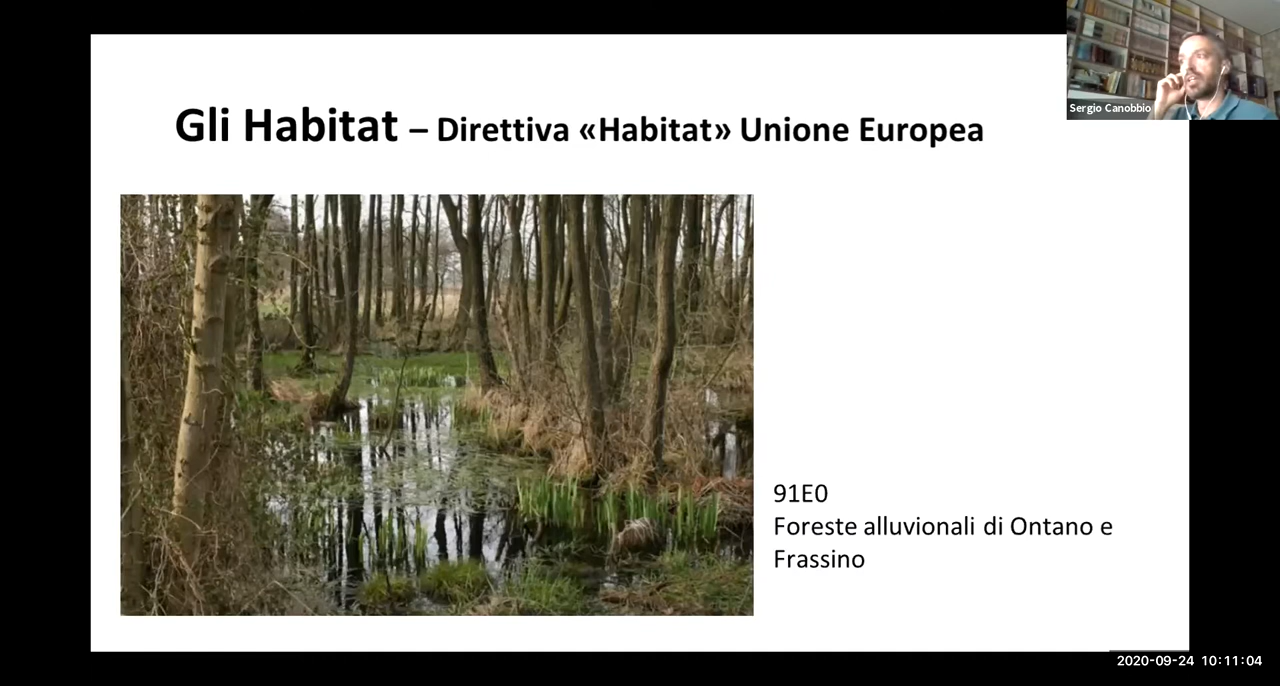 Sergio Canobbio
Gli Habitat – Direttiva «Habitat» Unione Europea
91E0
Foreste alluvionali di Ontano e
Frassino
2020-09-24 10:11:04